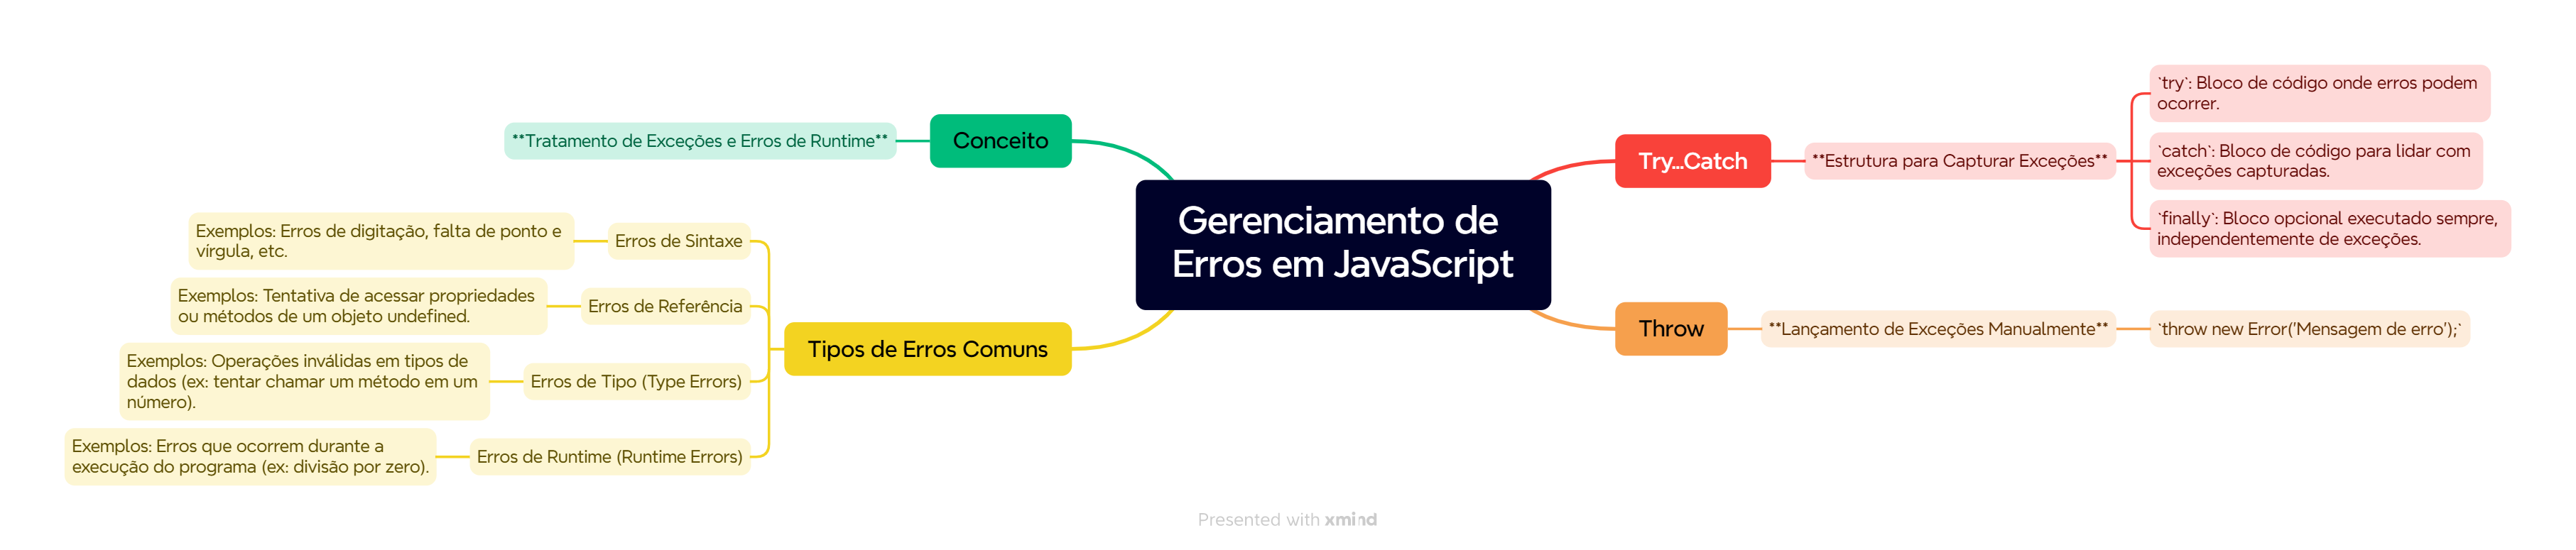 Gerenciamento de
Erros em JavaScript
Conceito
**Tratamento de Exceções e Erros de Runtime**
Tipos de Erros Comuns
Erros de Sintaxe
Exemplos: Erros de digitação, falta de ponto e
vírgula, etc.
Erros de Referência
Exemplos: Tentativa de acessar propriedades
ou métodos de um objeto undefined.
Erros de Tipo (Type Errors)
Exemplos: Operações inválidas em tipos de
dados (ex: tentar chamar um método em um
número).
Erros de Runtime (Runtime Errors)
Exemplos: Erros que ocorrem durante a
execução do programa (ex: divisão por zero).
Try...Catch
**Estrutura para Capturar Exceções**
`try`: Bloco de código onde erros podem
ocorrer.
`catch`: Bloco de código para lidar com
exceções capturadas.
`finally`: Bloco opcional executado sempre,
independentemente de exceções.
Throw
**Lançamento de Exceções Manualmente**
`throw new Error('Mensagem de erro');`
Presented with xmind